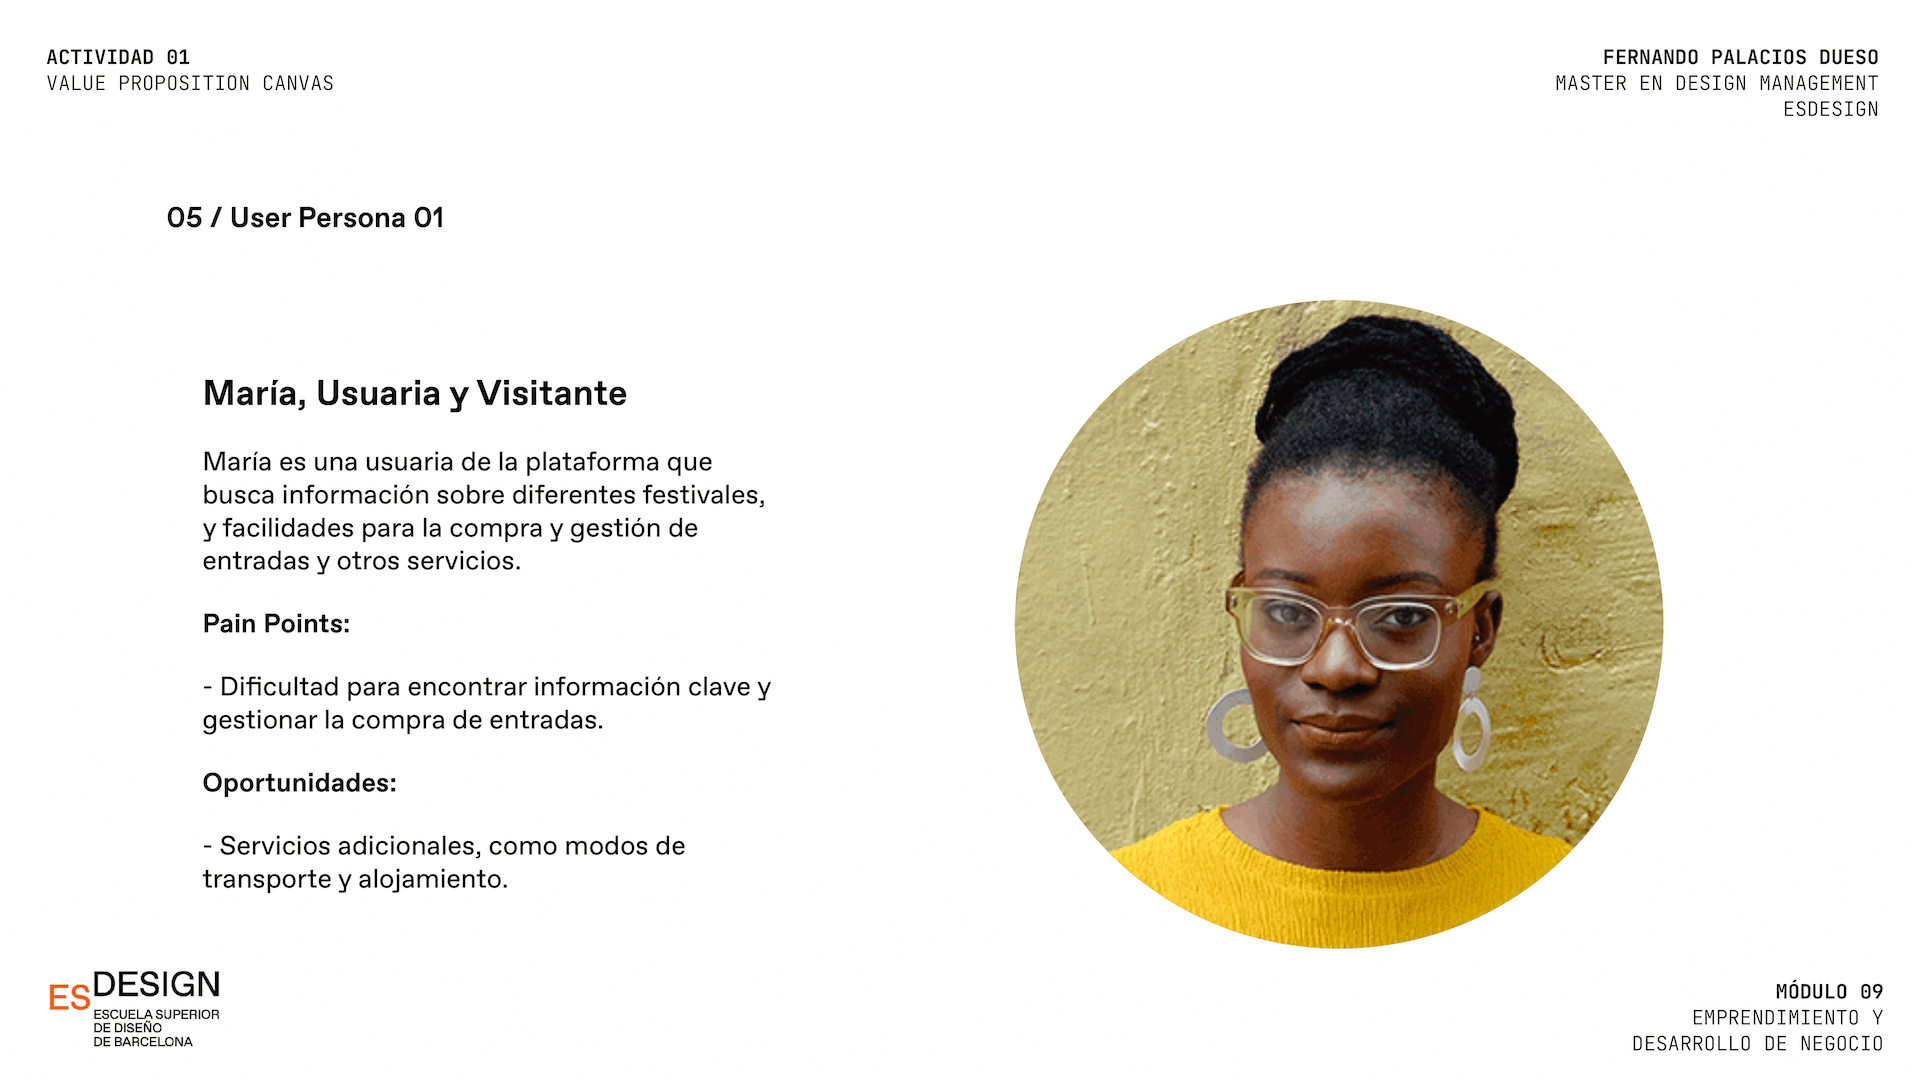 ACTIVIDAD 01
VALUE PROPOSITION CANVAS
FERNANDO PALACIOS DUESO
MASTER EN DESIGN MANAGEMENT
ESDESIGN
05 / User Persona 01
María, Usuaria y Visitante
María es una usuaria de la plataforma que
busca información sobre diferentes festivales,
y facilidades para la compra y gestión de
entradas y otros servicios.
Pain Points:
- Dificultad para encontrar información clave y
gestionar la compra de entradas.
Oportunidades:
- Servicios adicionales, como modos de
transporte y alojamiento.
ESDESIGN
ESCUELA SUPERIOR
DE DISEÑO
DE BARCELONA
MÓDULO 09
EMPRENDIMIENTO Y
DESARROLLO DE NEGOCIO